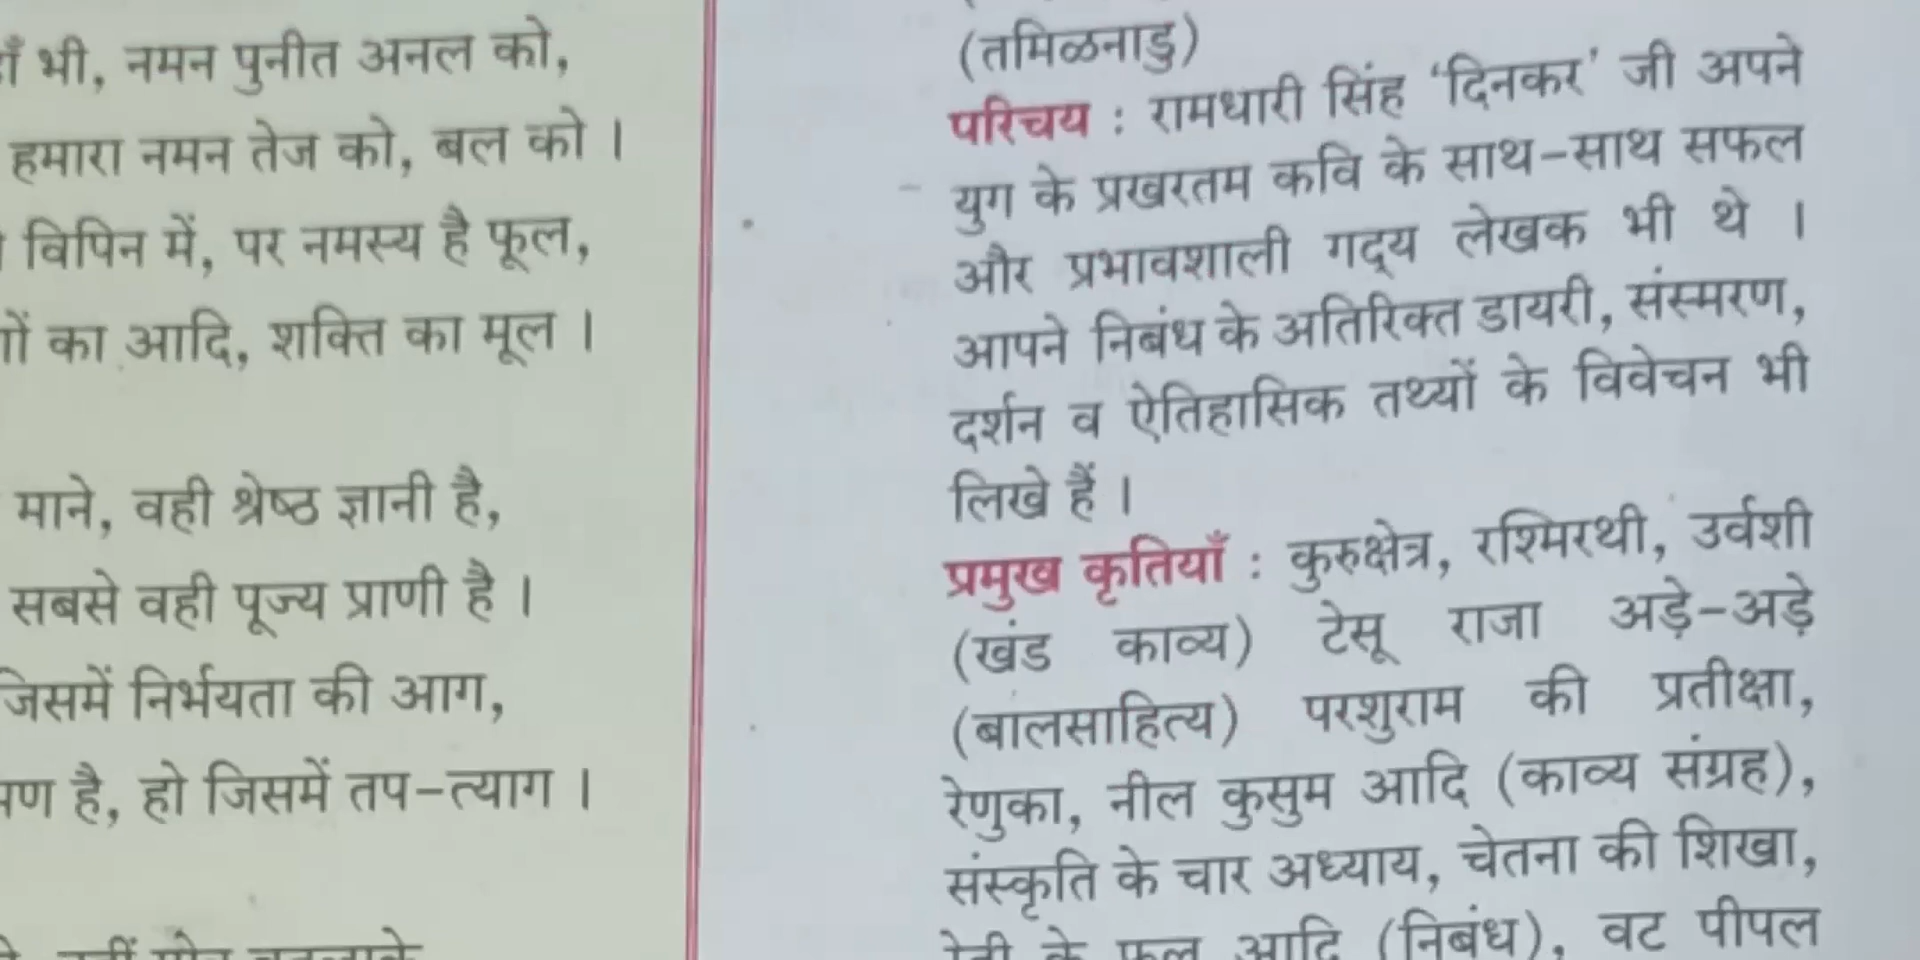 भी, नमन पुनीत अनल को,
हमारा नमन तेज को, बल को ।
विपिन में, पर नमस्य है फूल,
का आदि, शक्ति का मूल ।
माने, वही श्रेष्ठ ज्ञानी है,
सबसे वही पूज्य प्राणी है ।
जिसमें निर्भयता की आग,
है, हो जिसमें तप-त्याग ।
(तमिळनाडु)
परिचय : रामधारी सिंह ‘दिनकर’ जी अपने
युग के प्रखरतम कवि के साथ-साथ सफल
और प्रभावशाली गद्‌य लेखक भी थे ।
आपने निबंध के अतिरिक्त डायरी, संस्मरण,
दर्शन व ऐतिहासिक तथ्यों के विवेचन भी
लिखे हैं ।
प्रमुख कृतियाँ : कुरुक्षेत्र, रश्मिरथी, उर्वशी
(खंड काव्य) टेसू राजा अड़े-अड़े
(बालसाहित्य) परशुराम की प्रतीक्षा,
रेणुका, नील कुसुम आदि (काव्य संग्रह),
संस्कृति के चार अध्याय, चेतना की शिखा,
के फूल आदि (निबंध), वट पीपल